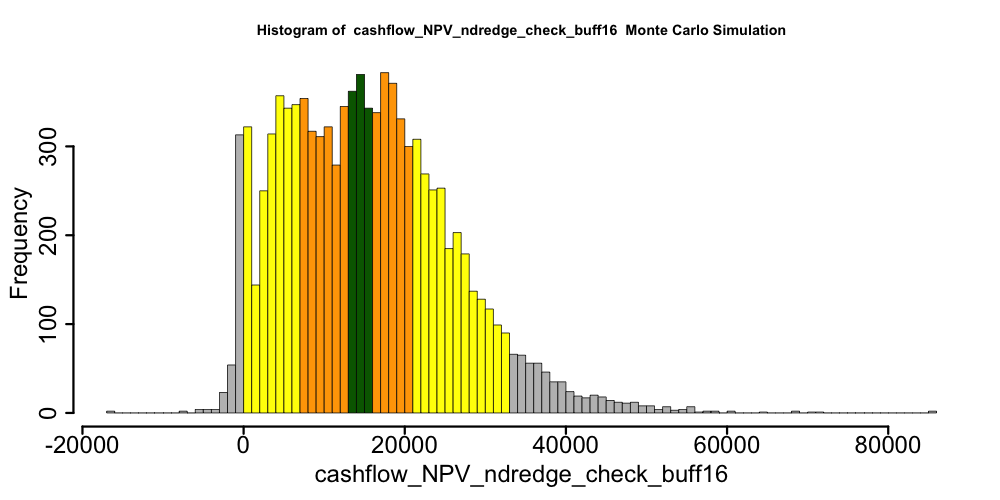 Histogram of  cashflow_NPV_ndredge_check_buff16  Monte Carlo Simulation
Frequency
300
200
100
0
-20000 0 20000 40000 60000 80000
cashflow_NPV_ndredge_check_buff16